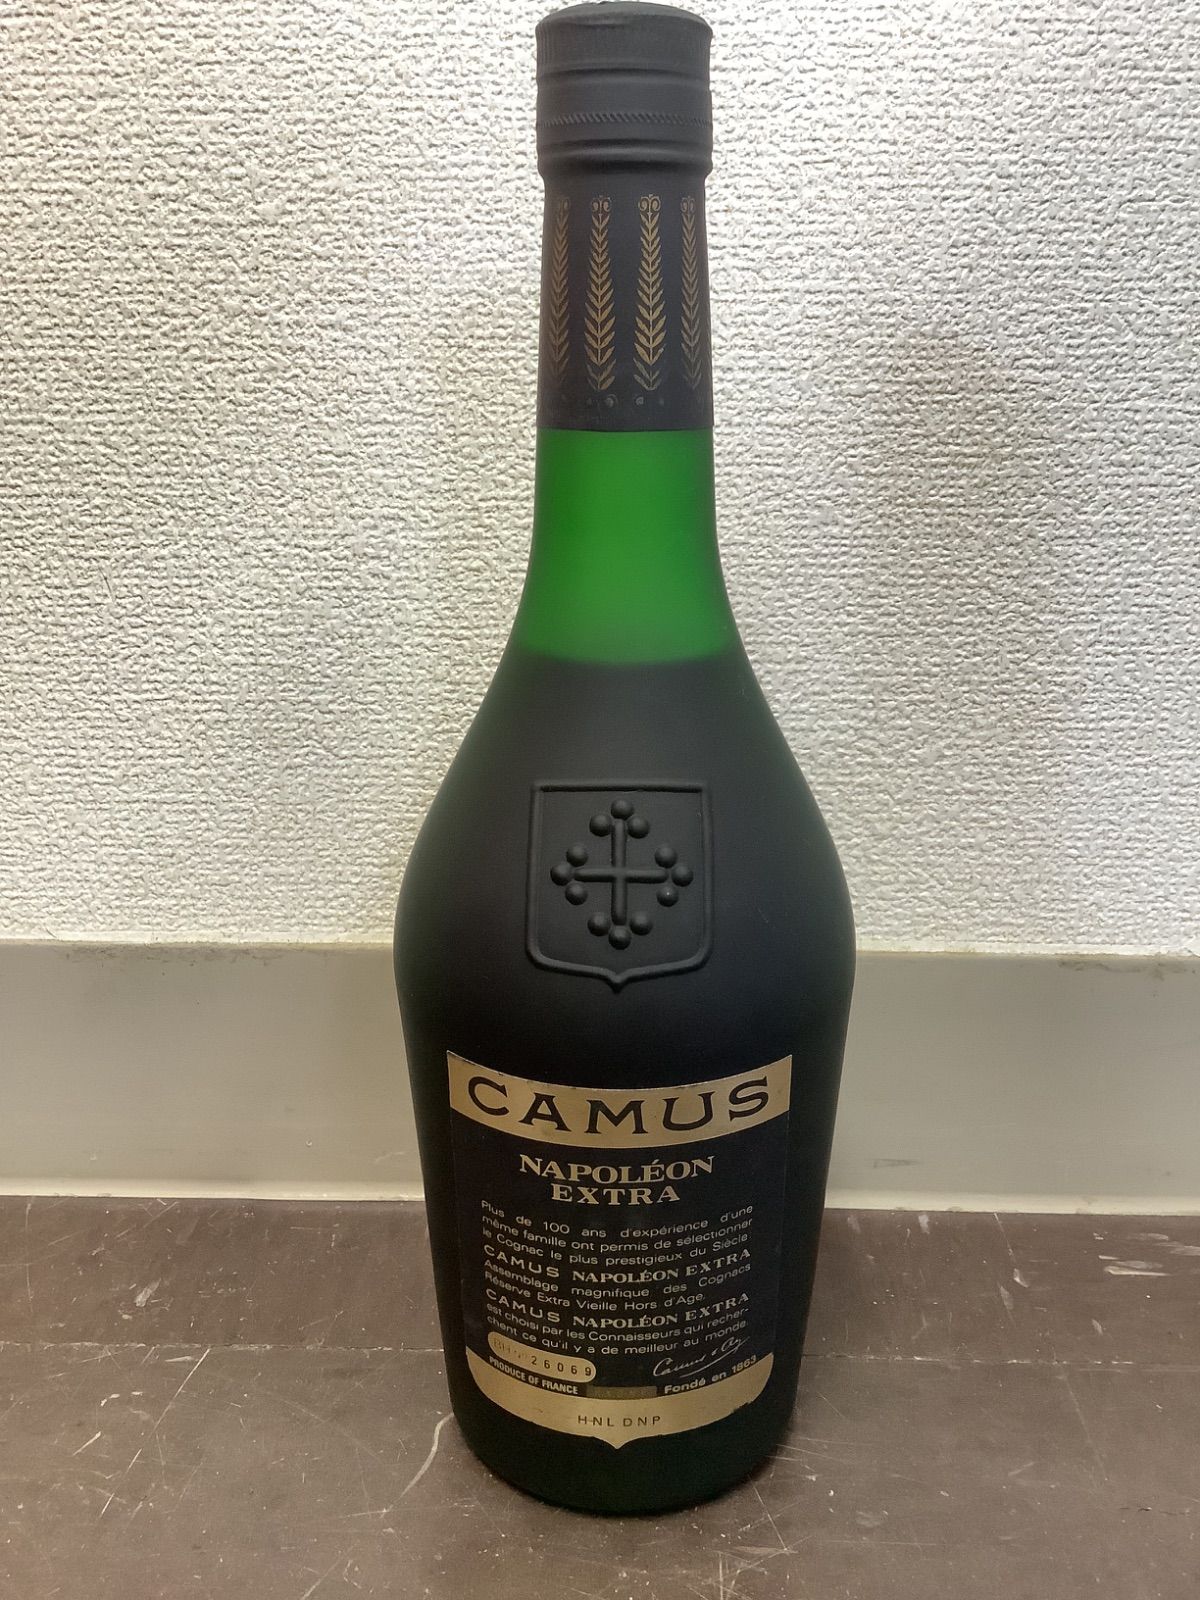 CAMUS
NAPOLÉON
EXTRA
Plus de 100 ans d'expérience d'une
même famille ont permis de sélectionner
le Cognac le plus prestigieux du Siècle
CAMUS NAPOLÉON EXTRA
Assemblage magnifique des Cognacs
Réserve Extra Vieille Hors d'Age.
CAMUS NAPOLÉON EXTRA
est choisi par les Connaisseurs qui recher-
chent ce qu'il y a de meilleur au monde.
26069
PRODUCE OF FRANCE
Fondé en 1863
HNL DNP